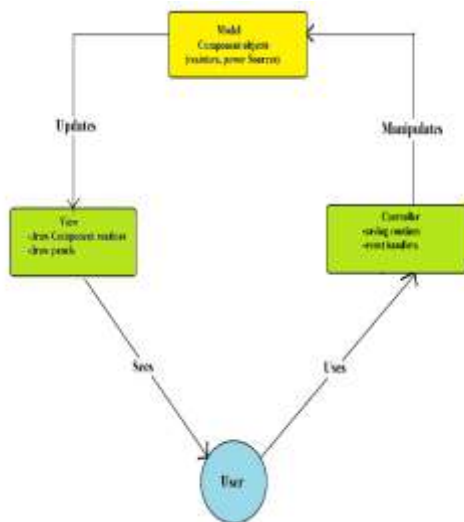 Model
Component objects
(resistors, power Sources)
Updates
Manipulates
View
-draw Component routines
-draw panels
Controller
-saving routines
-event handlers
Sees
Uses
User